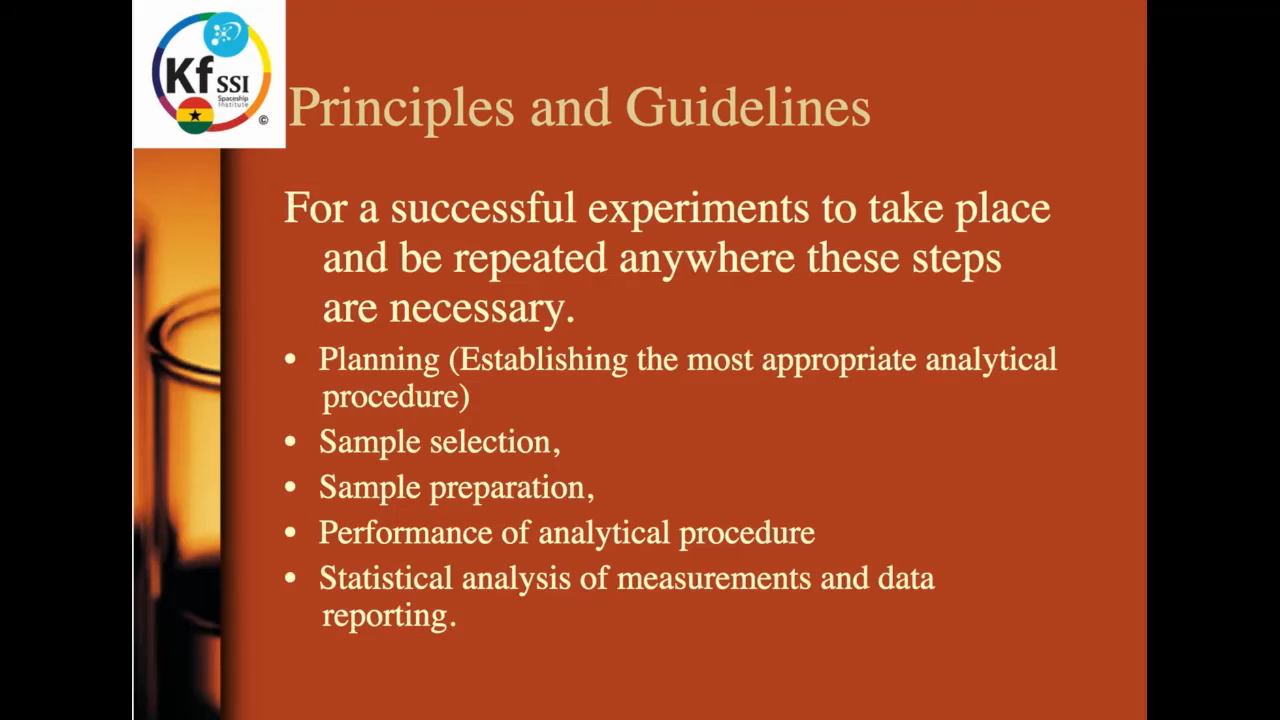 Kf SSI
Spaceship
Institute
©
Principles and Guidelines
For a successful experiments to take place
and be repeated anywhere these steps
are necessary.
• Planning (Establishing the most appropriate analytical
procedure)
• Sample selection,
• Sample preparation,
• Performance of analytical procedure
• Statistical analysis of measurements and data
reporting.